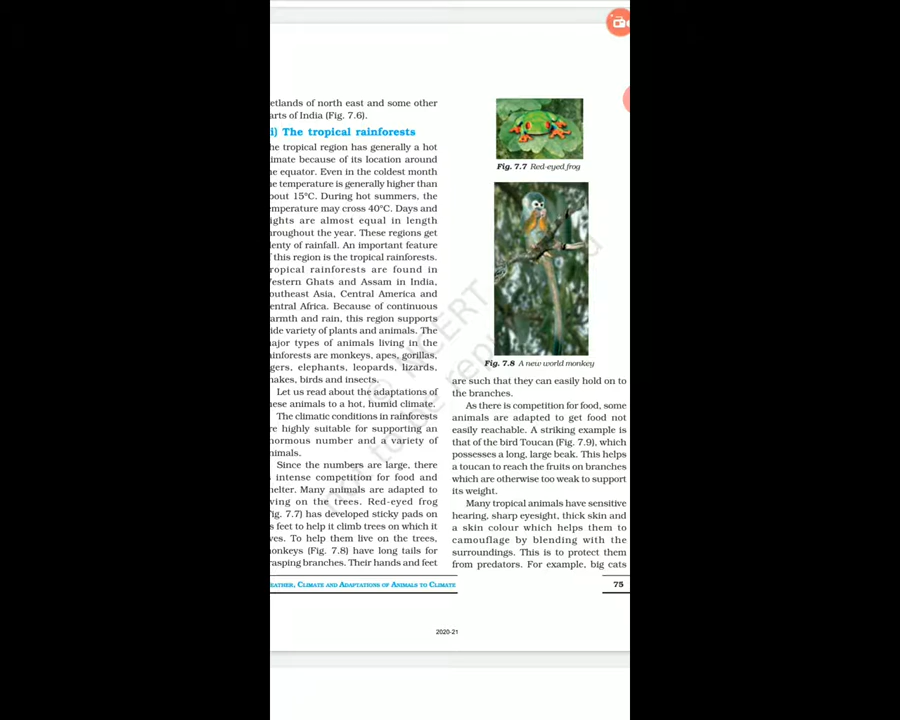 etlands of north east and some other
arts of India (Fig. 7.6).
i) The tropical rainforests
he tropical region has generally a hot
imate because of its location around
e equator. Even in the coldest month
e temperature is generally higher than
bout 15°C. During hot summers, the
emperature may cross 40°C. Days and
ights are almost equal in length
hroughout the year. These regions get
lenty of rainfall. An important feature
f this region is the tropical rainforests.
ropical rainforests are found in
Western Ghats and Assam in India,
outheast Asia, Central America and
entral Africa. Because of continuous
armth and rain, this region supports
ide variety of plants and animals. The
ajor types of animals living in the
ainforests are monkeys, apes, gorillas,
gers, elephants, leopards, lizards,
nakes, birds and insects.
Let us read about the adaptations of
hese animals to a hot, humid climate.
The climatic conditions in rainforests
re highly suitable for supporting an
normous number and a variety of
nimals.
Since the numbers are large, there
s intense competition for food and
helter. Many animals are adapted to
ving on the trees. Red-eyed frog
Fig. 7.7) has developed sticky pads on
s feet to help it climb trees on which it
ves. To help them live on the trees,
onkeys (Fig. 7.8) have long tails for
rasping branches. Their hands and feet
Fig. 7.7 Red-eyed frog
Fig. 7.8 A new world monkey
are such that they can easily hold on to
the branches.
As there is competition for food, some
animals are adapted to get food not
easily reachable. A striking example is
that of the bird Toucan (Fig. 7.9), which
possesses a long, large beak. This helps
a toucan to reach the fruits on branches
which are otherwise too weak to support
its weight.
Many tropical animals have sensitive
hearing, sharp eyesight, thick skin and
a skin colour which helps them to
camouflage by blending with the
surroundings. This is to protect them
from predators. For example, big cats
EATHER, CLIMATE AND ADAPTATIONS OF ANIMALS TO CLIMATE
75
2020-21
© NCERT
not to be repu d